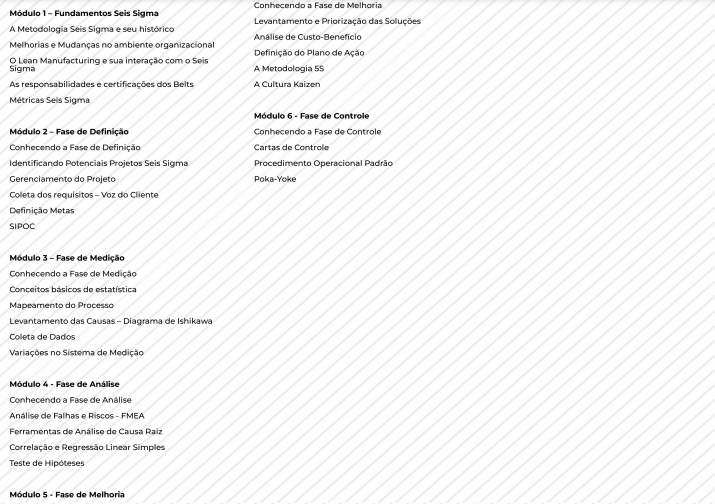 Módulo 1 – Fundamentos Seis Sigma
A Metodologia Seis Sigma e seu histórico
Melhorias e Mudanças no ambiente organizacional
O Lean Manufacturing e sua interação com o Seis
Sigma
As responsabilidades e certificações dos Belts
Métricas Seis Sigma
Módulo 2 – Fase de Definição
Conhecendo a Fase de Definição
Identificando Potenciais Projetos Seis Sigma
Gerenciamento do Projeto
Coleta dos requisitos – Voz do Cliente
Definição Metas
SIPOC
Módulo 3 – Fase de Medição
Conhecendo a Fase de Medição
Conceitos básicos de estatística
Mapeamento do Processo
Levantamento das Causas – Diagrama de Ishikawa
Coleta de Dados
Variações no Sistema de Medição
Módulo 4 - Fase de Análise
Conhecendo a Fase de Análise
Análise de Falhas e Riscos - FMEA
Ferramentas de Análise de Causa Raiz
Correlação e Regressão Linear Simples
Teste de Hipóteses
Módulo 5 - Fase de Melhoria
Conhecendo a Fase de Melhoria
Levantamento e Priorização das Soluções
Análise de Custo-Benefício
Definição do Plano de Ação
A Metodologia 5S
A Cultura Kaizen
Módulo 6 - Fase de Controle
Conhecendo a Fase de Controle
Cartas de Controle
Procedimento Operacional Padrão
Poka-Yoke